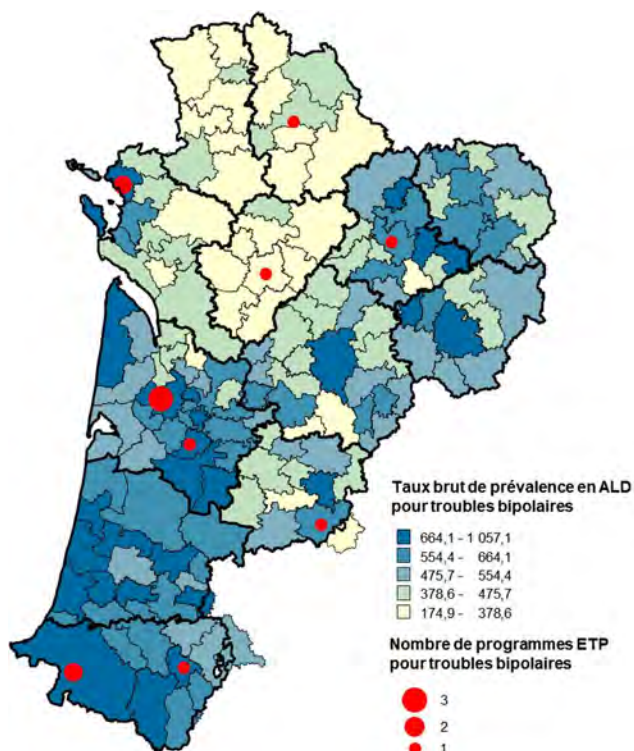 Taux brut de prévalence en ALD
pour troubles bipolaires
664,1 – 1 057,1
554,4 – 664,1
475,7 – 554,4
378,6 – 475,7
174,9 – 378,6
Nombre de programmes ETP
pour troubles bipolaires
3
2
1